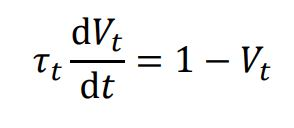 τ_t dV_t/dt = 1 − V_t